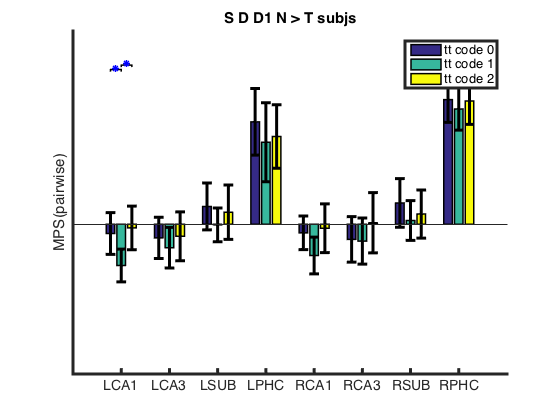 S D D1 N > T subjs
tt code 0
tt code 1
tt code 2
MPS(pairwise)
LCA1 LCA3 LSUB LPHC RCA1 RCA3 RSUB RPHC